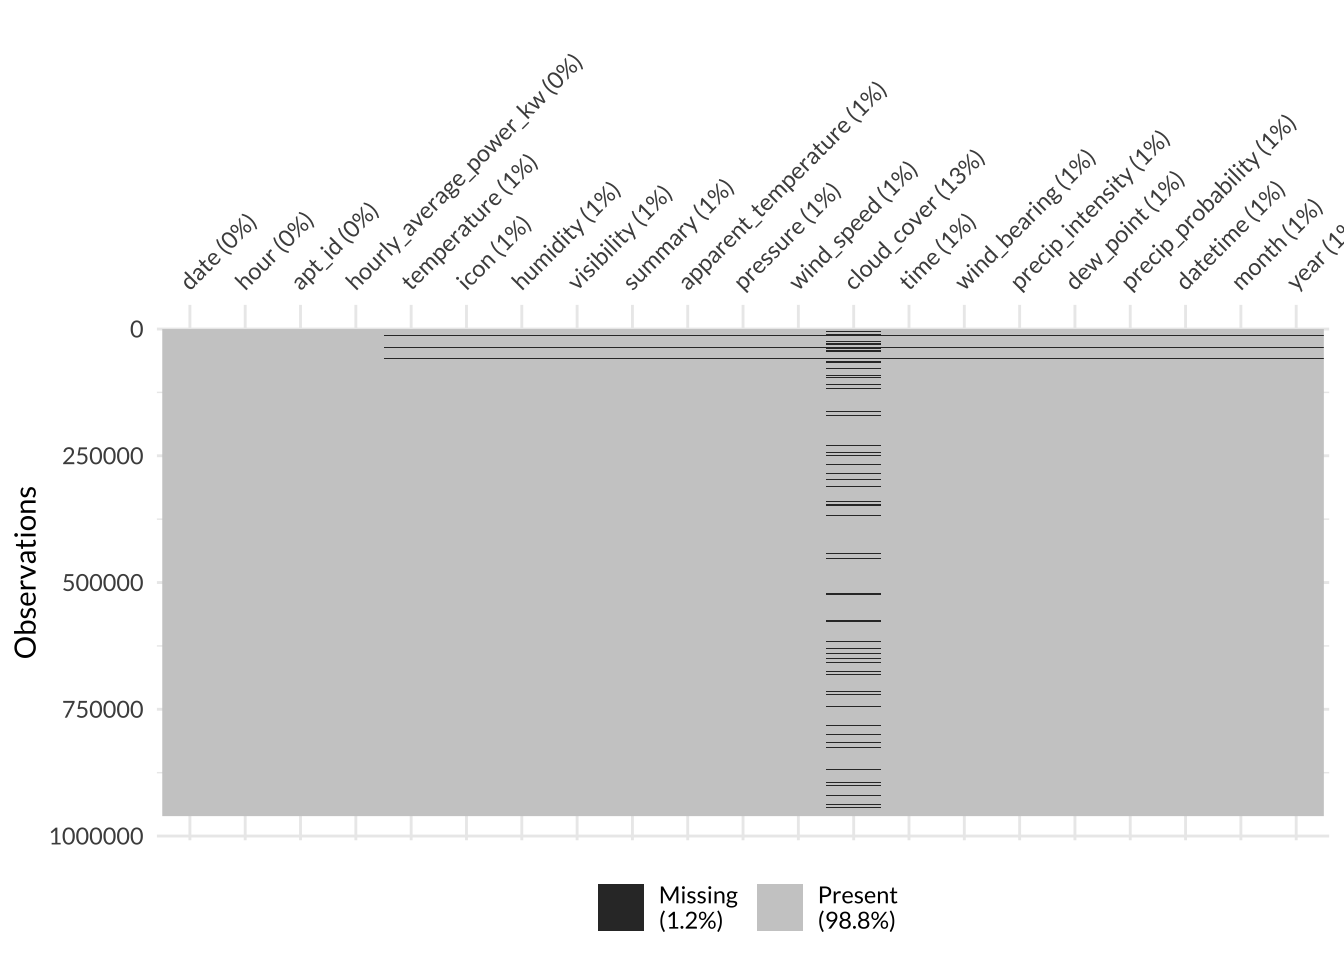 date (0%)
hour (0%)
apt_id (0%)
hourly_average_power_kw (0%)
temperature (1%)
icon (1%)
humidity (1%)
visibility (1%)
summary (1%)
apparent_temperature (1%)
pressure (1%)
wind_speed (1%)
cloud_cover (13%)
time (1%)
wind_bearing (1%)
precip_intensity (1%)
dew_point (1%)
precip_probability (1%)
datetime (1%)
month (1%)
year (1%
0
250000
500000
750000
1000000
Observations
Missing
(1.2%)
Present
(98.8%)